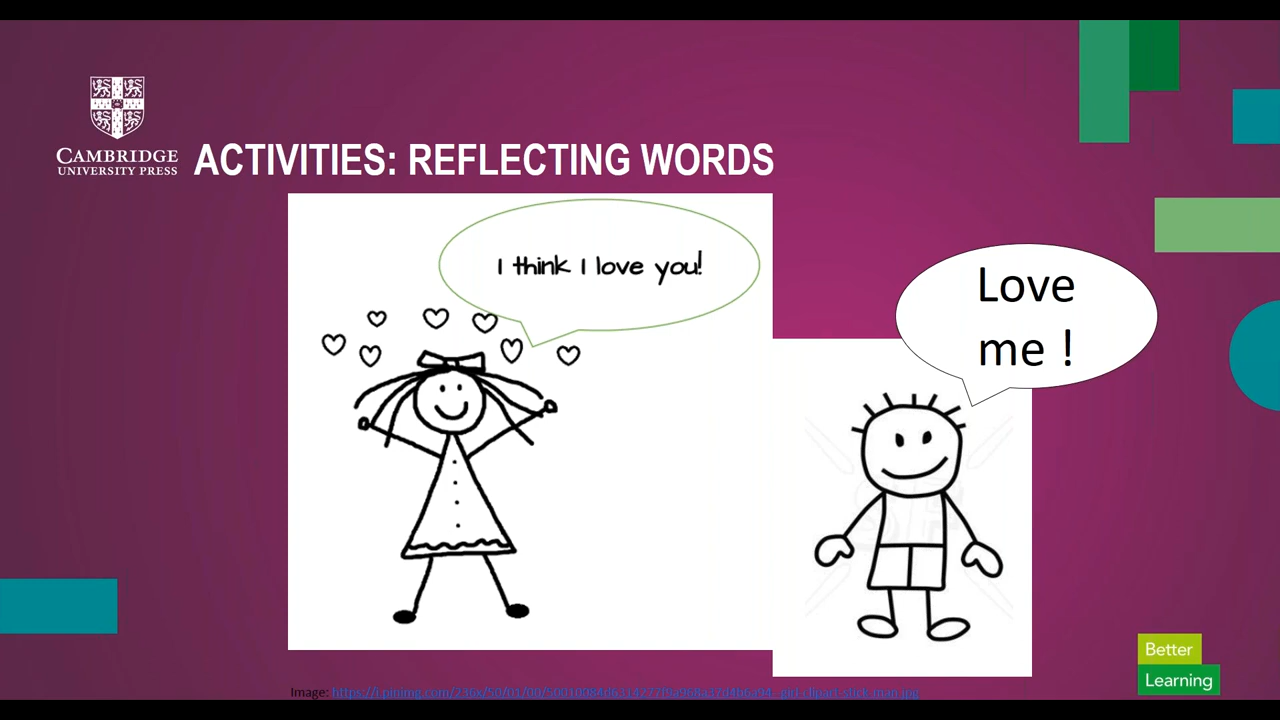 CAMBRIDGE
UNIVERSITY PRESS
ACTIVITIES: REFLECTING WORDS
I think I love you!
Love
me !
Better
Learning
Image: